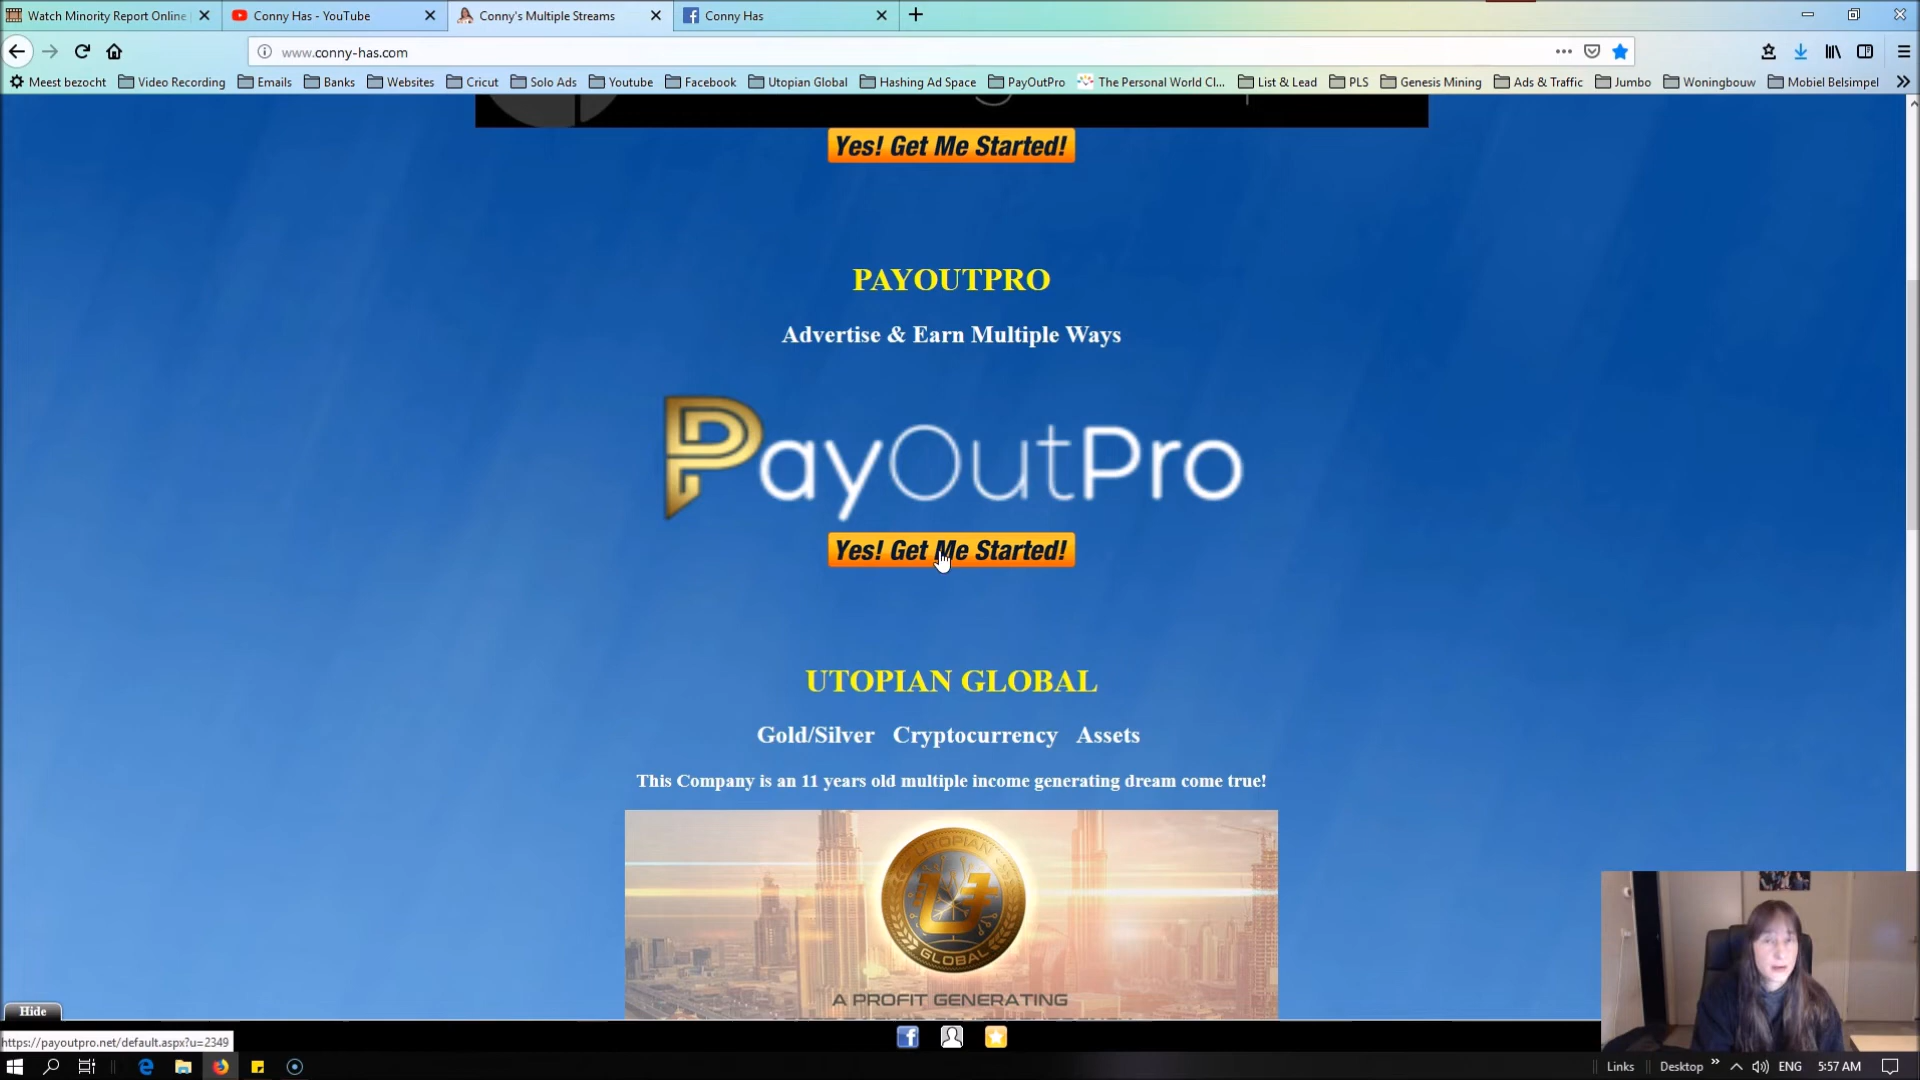 Watch Minority Report Online
Conny Has - YouTube
Conny's Multiple Streams
Conny Has
www.conny-has.com
Meest bezocht
Video Recording
Emails
Banks
Websites
Cricut
Solo Ads
Youtube
Facebook
Utopian Global
Hashing Ad Space
PayOutPro
The Personal World Cl...
List & Lead
PLS
Genesis Mining
Ads & Traffic
Jumbo
Woningbouw
Mobiel Belsimpel
Yes! Get Me Started!
PAYOUTPRO
Advertise & Earn Multiple Ways
PayOutPro
Yes! Get Me Started!
UTOPIAN GLOBAL
Gold/Silver Cryptocurrency Assets
This Company is an 11 years old multiple income generating dream come true!
UTOPIAN
GLOBAL
A PROFIT GENERATING
Hide
https://payoutpro.net/default.aspx?u=2349
Links
Desktop
ENG
5:57 AM